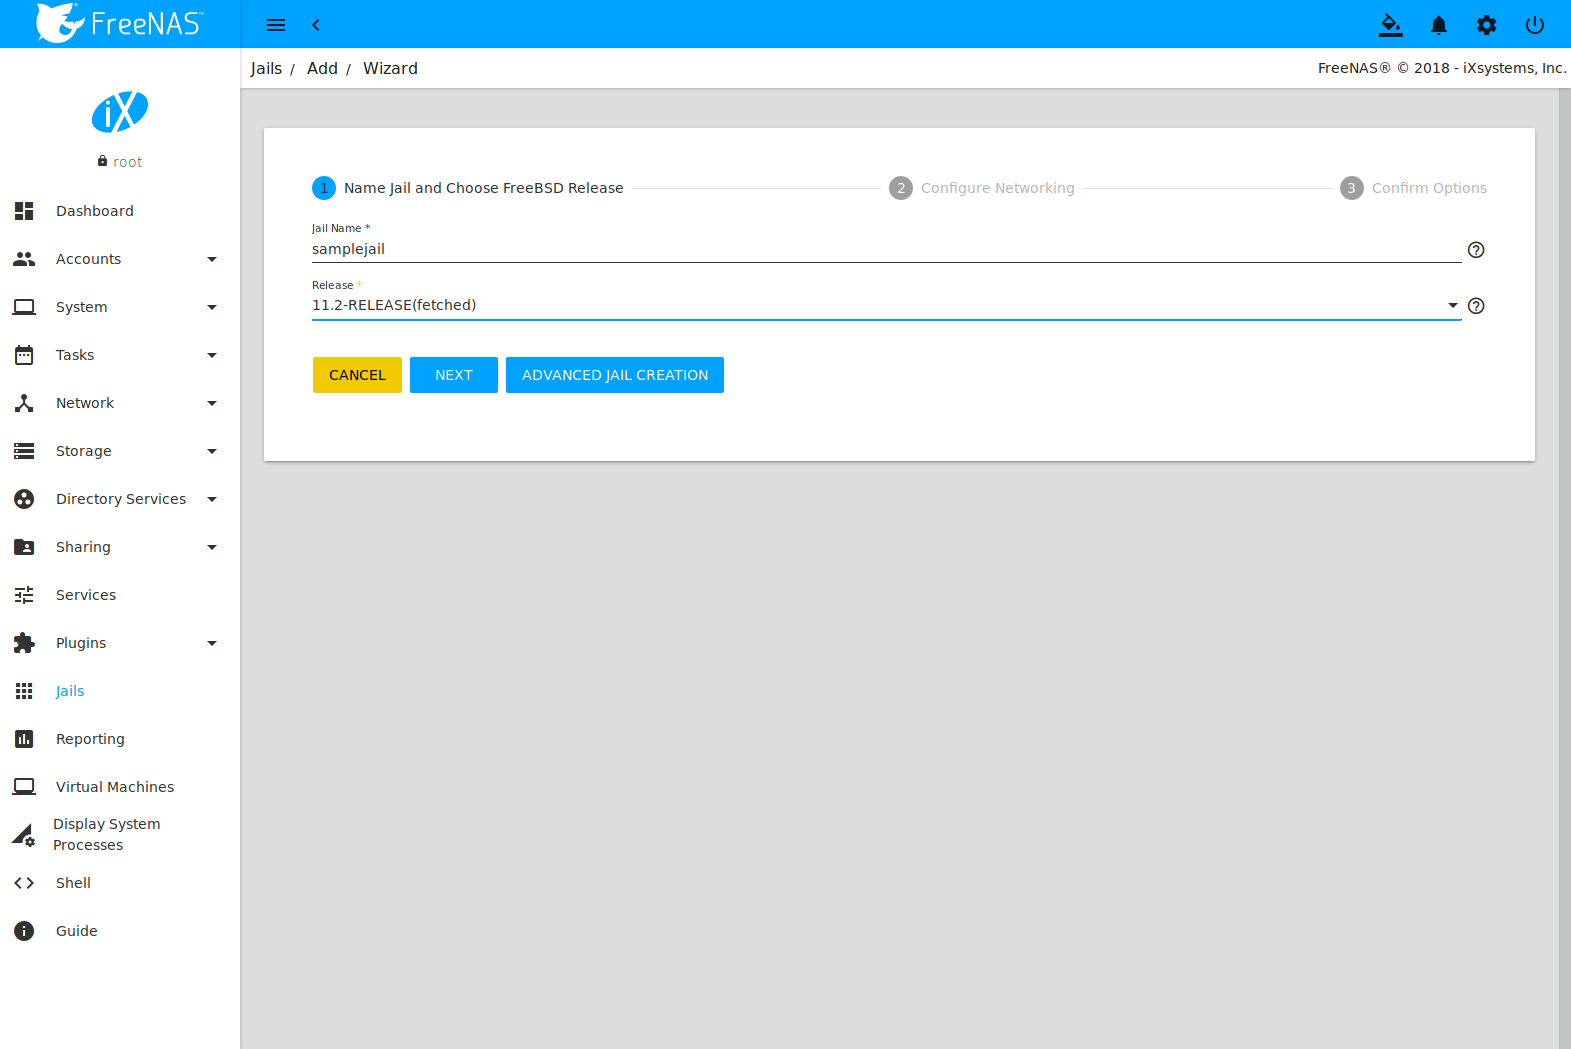 FreeNAS™
Jails / Add / Wizard
FreeNAS® © 2018 - iXsystems, Inc.
iX
root
Dashboard
Accounts
System
Tasks
Network
Storage
Directory Services
Sharing
Services
Plugins
Jails
Reporting
Virtual Machines
Display System
Processes
Shell
Guide
1 Name Jail and Choose FreeBSD Release
2 Configure Networking
3 Confirm Options
Jail Name *
samplejail
Release *
11.2-RELEASE(fetched)
CANCEL
NEXT
ADVANCED JAIL CREATION